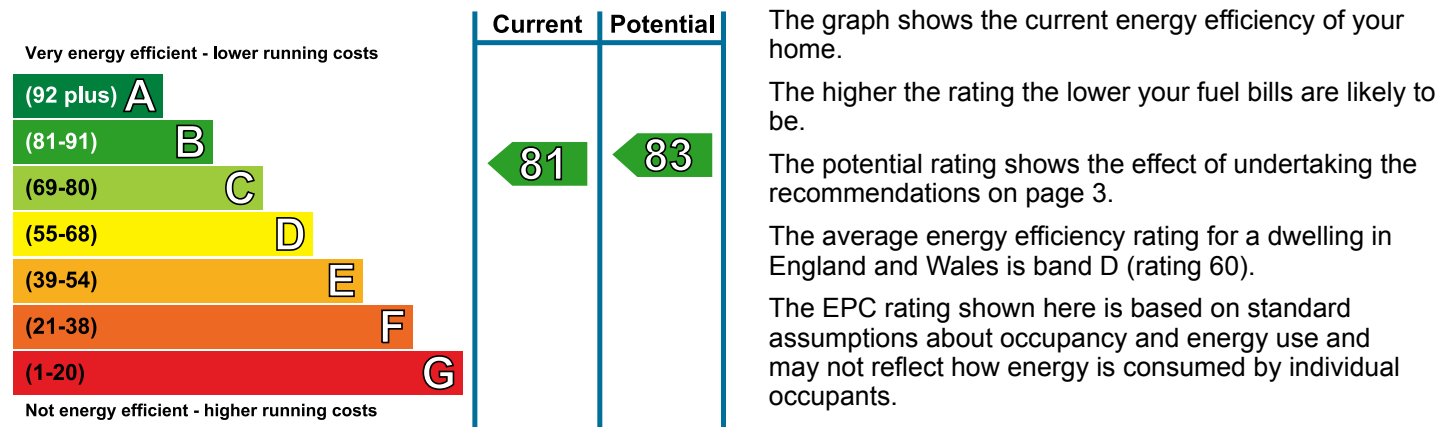 Current Potential
Very energy efficient - lower running costs
(92 plus) A
(81-91) B
(69-80) C
(55-68) D
(39-54) E
(21-38) F
(1-20) G
Not energy efficient - higher running costs
81
83
The graph shows the current energy efficiency of your
home.
The higher the rating the lower your fuel bills are likely to
be.
The potential rating shows the effect of undertaking the
recommendations on page 3.
The average energy efficiency rating for a dwelling in
England and Wales is band D (rating 60).
The EPC rating shown here is based on standard
assumptions about occupancy and energy use and
may not reflect how energy is consumed by individual
occupants.